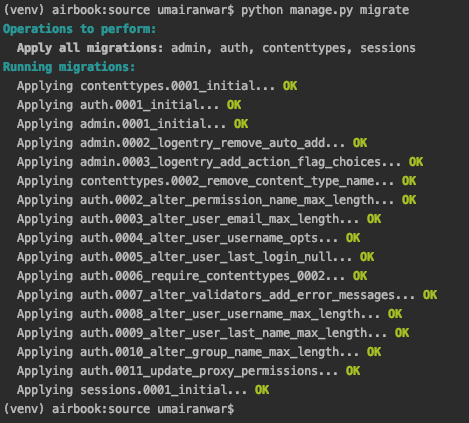 (venv) airbook:source umairanwar$ python manage.py migrate
Operations to perform:
Apply all migrations: admin, auth, contenttypes, sessions
Running migrations:
Applying contenttypes.0001_initial... OK
Applying auth.0001_initial... OK
Applying admin.0001_initial... OK
Applying admin.0002_logentry_remove_auto_add... OK
Applying admin.0003_logentry_add_action_flag_choices... OK
Applying contenttypes.0002_remove_content_type_name... OK
Applying auth.0002_alter_permission_name_max_length... OK
Applying auth.0003_alter_user_email_max_length... OK
Applying auth.0004_alter_user_username_opts... OK
Applying auth.0005_alter_user_last_login_null... OK
Applying auth.0006_require_contenttypes_0002... OK
Applying auth.0007_alter_validators_add_error_messages... OK
Applying auth.0008_alter_user_username_max_length... OK
Applying auth.0009_alter_user_last_name_max_length... OK
Applying auth.0010_alter_group_name_max_length... OK
Applying auth.0011_update_proxy_permissions... OK
Applying sessions.0001_initial... OK
(venv) airbook:source umairanwar$